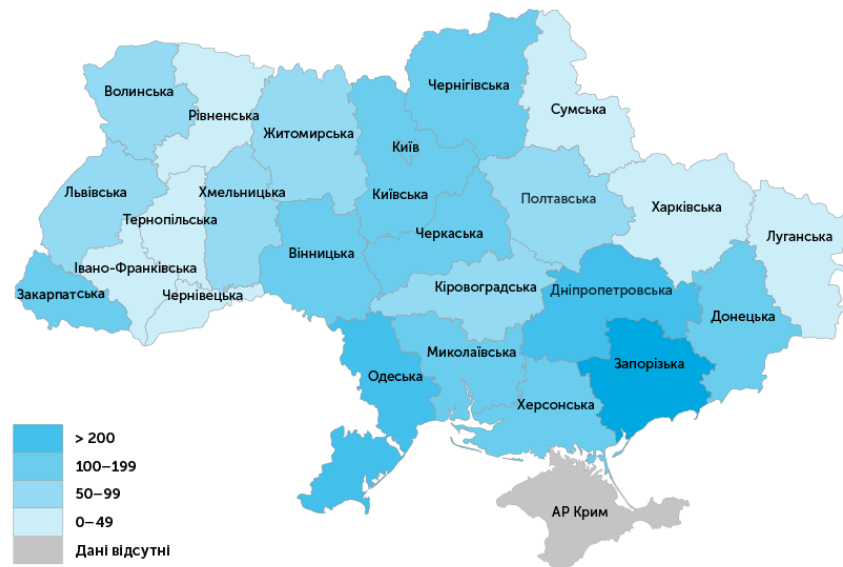 Чернігівська
Волинська
Сумська
Рівненська
Житомирська
Київ
Львівська
Хмельницька
Київська
Полтавська
Харківська
Тернопільська
Черкаська
Луганська
Вінницька
Івано-Франківська
Закарпатська
Чернівецька
Кіровоградська
Дніпропетровська
Донецька
Миколаївська
Запорізька
Одеська
Херсонська
> 200
100–199
50–99
0–49
Дані відсутні
АР Крим